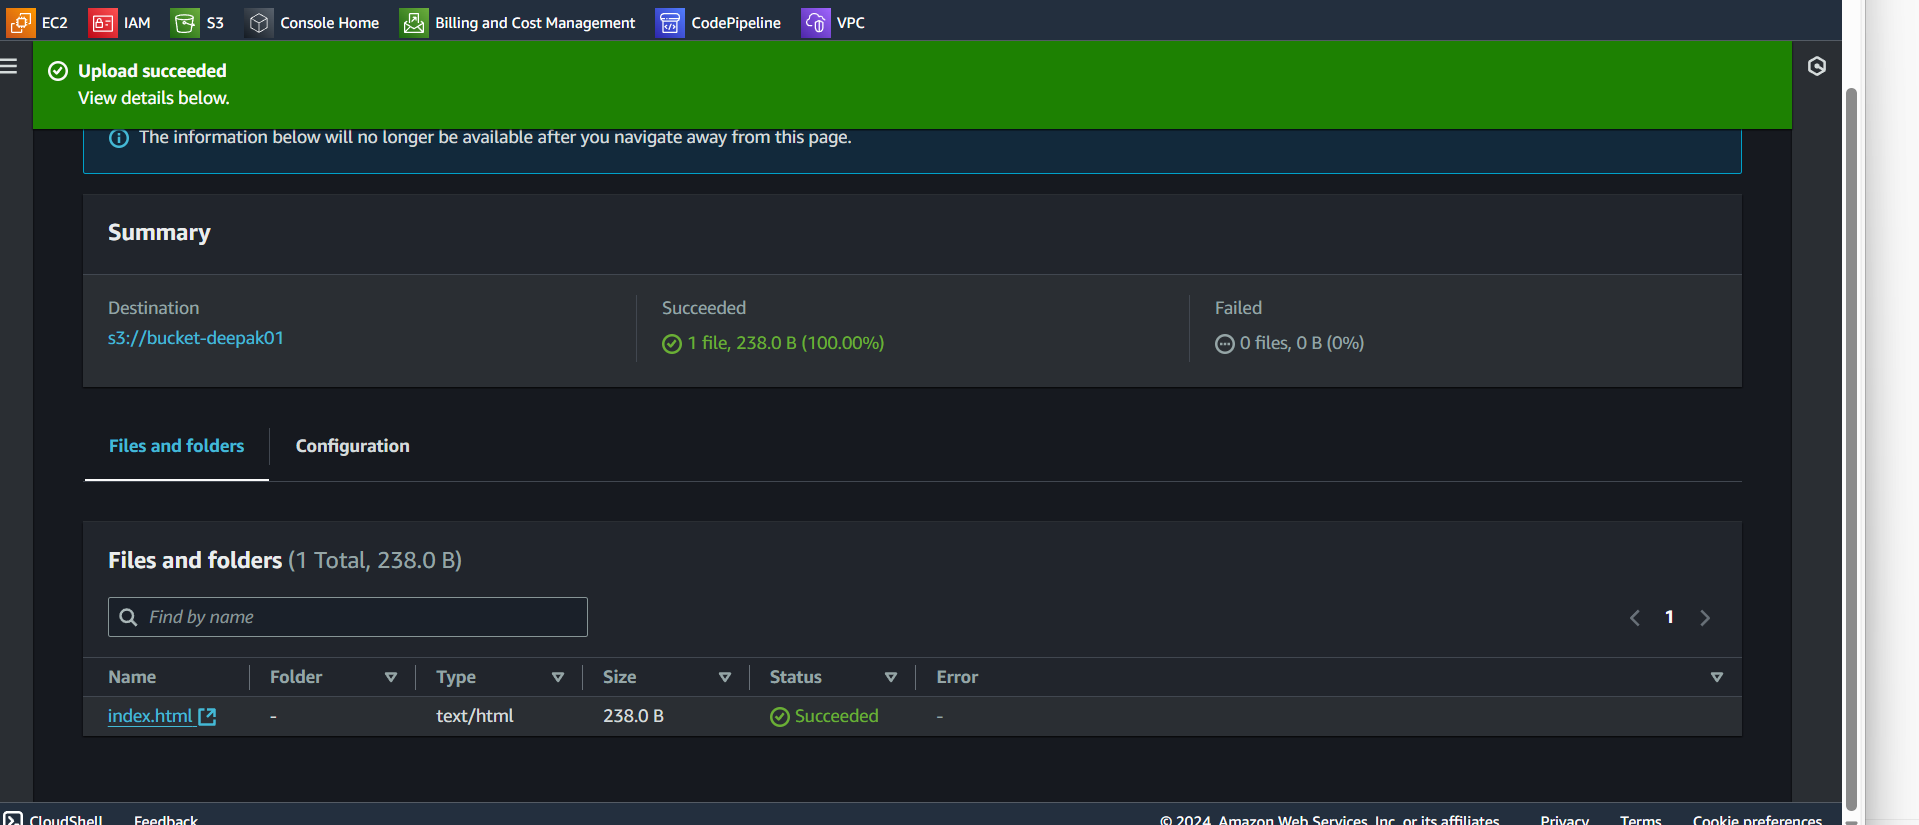 EC2 IAM S3 Console Home Billing and Cost Management CodePipeline VPC
Upload succeeded
View details below.
The information below will no longer be available after you navigate away from this page.
Summary
Destination Succeeded Failed
s3://bucket-deepak01 1 file, 238.0 B (100.00%) 0 files, 0 B (0%)
Files and folders Configuration
Files and folders (1 Total, 238.0 B)
Find by name 1
Name Folder Type Size Status Error
index.html - text/html 238.0 B Succeeded -
CloudShell Feedback © 2024, Amazon Web Services, Inc. or its affiliates. Privacy Terms Cookie preferences